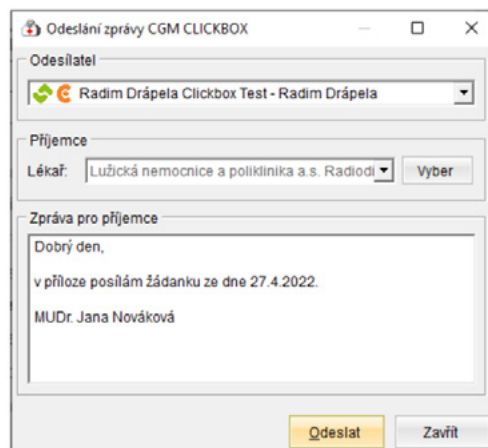 Odeslání zprávy CGM CLICKBOX
Odesílatel
Radim Drápela Clickbox Test - Radim Drápela
Příjemce
Lékař: Lužická nemocnice a poliklinika a.s. Radiodi Vyber
Zpráva pro příjemce
Dobrý den,
v příloze posílám žádanku ze dne 27.4.2022.
MUDr. Jana Nováková
Odeslat Zavřít